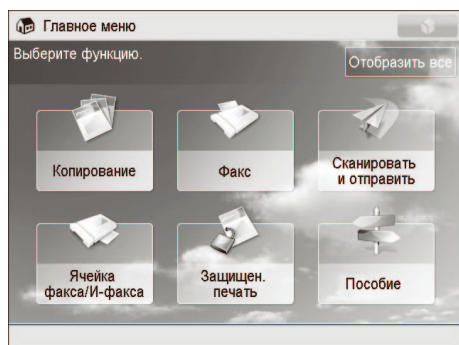 Главное меню
Выберите функцию.
Отобразить все
Копирование
Факс
Сканировать
и отправить
Ячейка
факса/И-факса
Защищен.
печать
Пособие